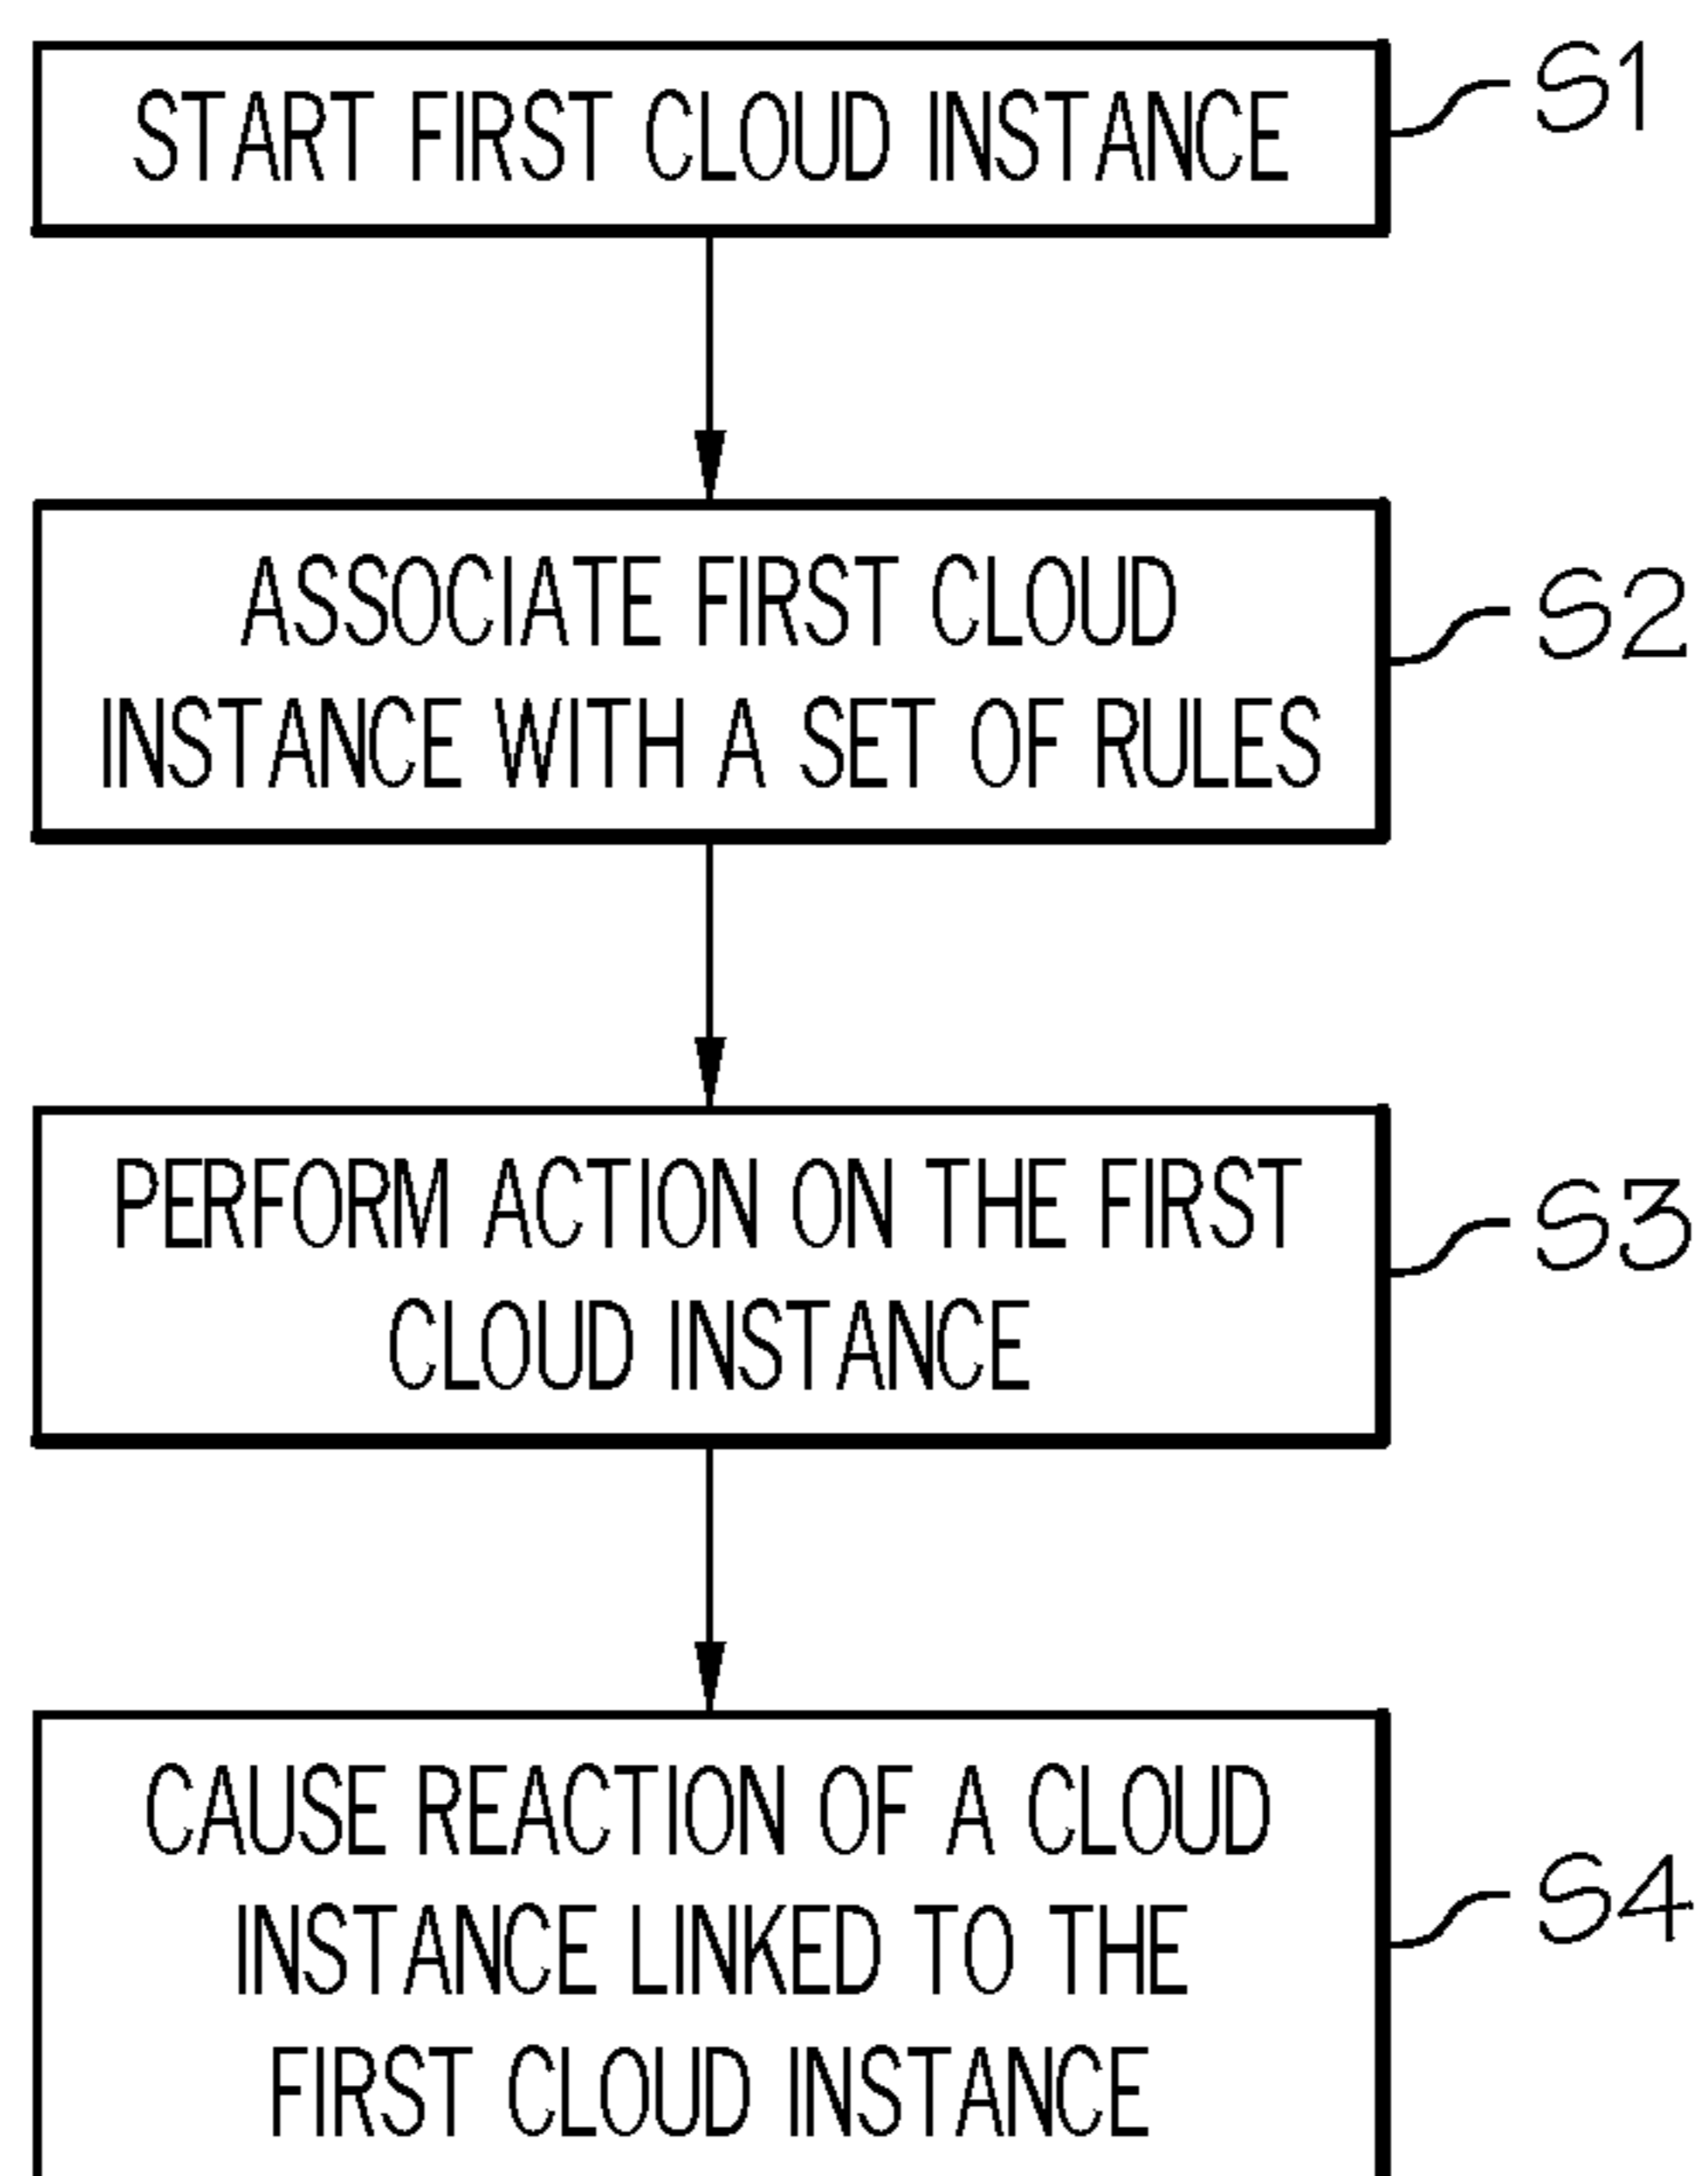 START FIRST CLOUD INSTANCE
S1
ASSOCIATE FIRST CLOUD
INSTANCE WITH A SET OF RULES
S2
PERFORM ACTION ON THE FIRST
CLOUD INSTANCE
S3
CAUSE REACTION OF A CLOUD
INSTANCE LINKED TO THE
FIRST CLOUD INSTANCE
S4